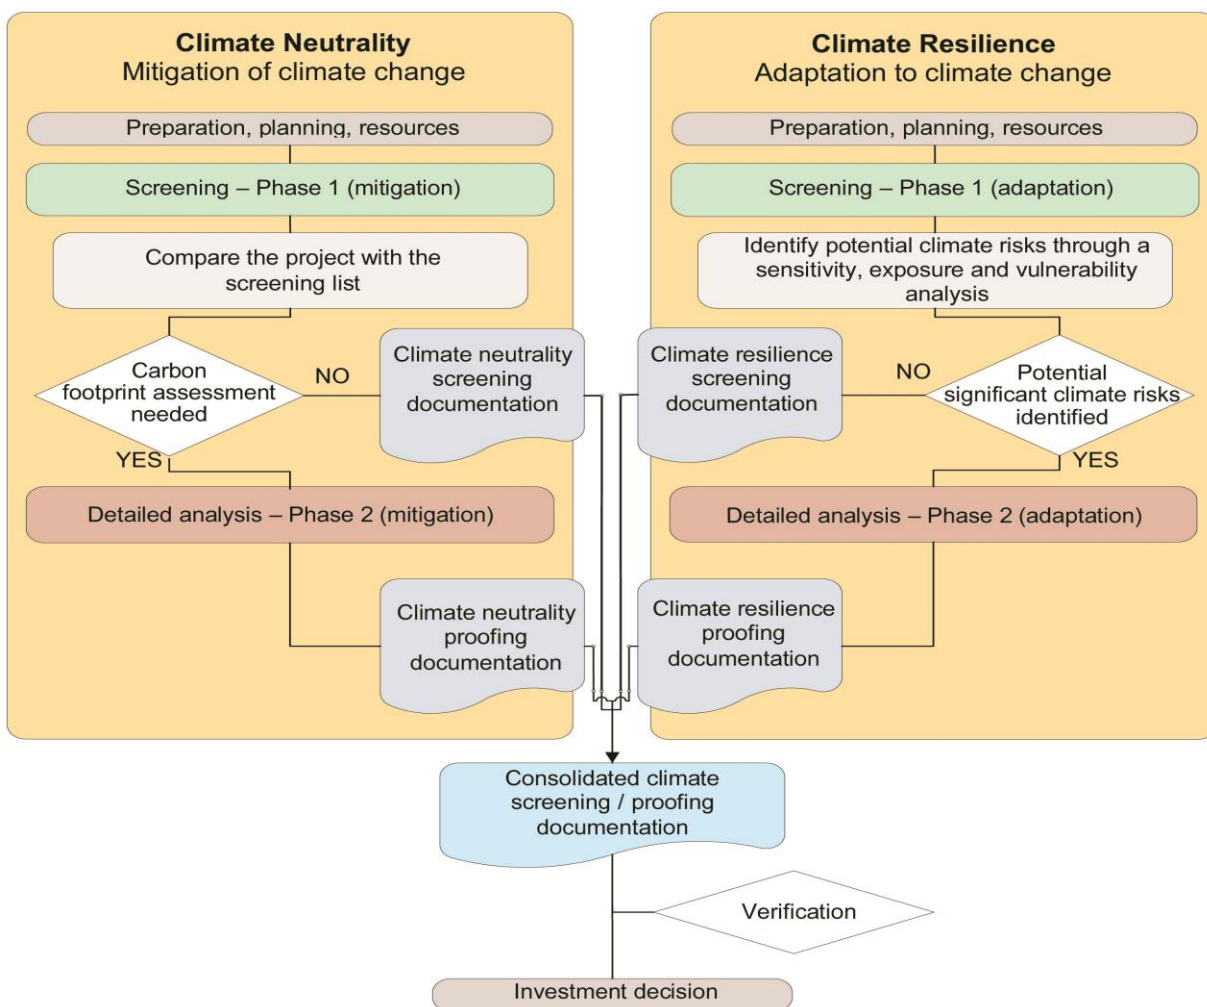 Climate Neutrality
Mitigation of climate change
Preparation, planning, resources
Screening – Phase 1 (mitigation)
Compare the project with the
screening list
Carbon
footprint assessment
needed
NO
YES
Climate neutrality
screening
documentation
Detailed analysis – Phase 2 (mitigation)
Climate neutrality
proofing
documentation
Climate Resilience
Adaptation to climate change
Preparation, planning, resources
Screening – Phase 1 (adaptation)
Identify potential climate risks through a
sensitivity, exposure and vulnerability
analysis
Potential
significant climate risks
identified
NO
YES
Climate resilience
screening
documentation
Detailed analysis – Phase 2 (adaptation)
Climate resilience
proofing
documentation
Consolidated climate
screening / proofing
documentation
Verification
Investment decision